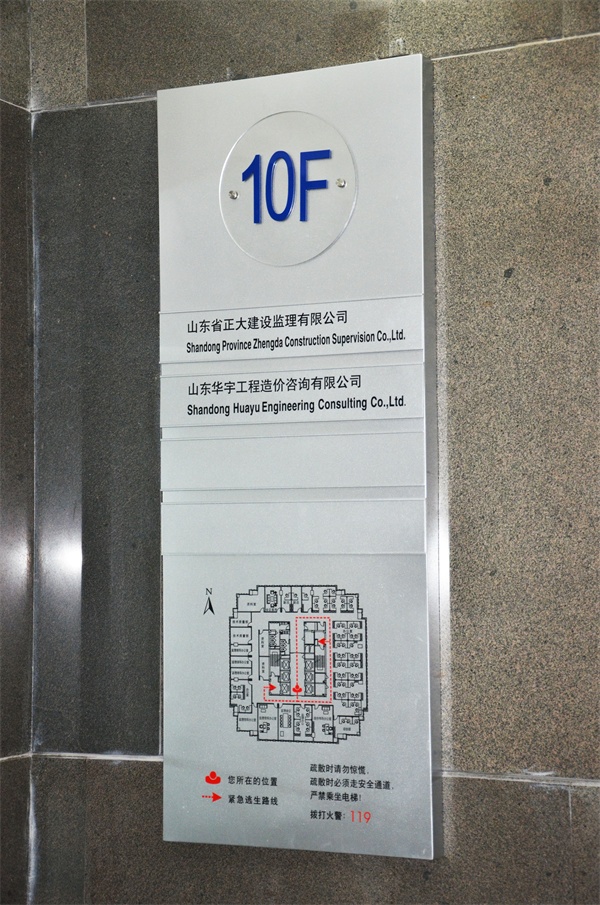 10F
山东省正大建设监理有限公司
Shandong Province Zhengda Construction Supervision Co.,Ltd.
山东华宇工程造价咨询有限公司
Shandong Huayu Engineering Consulting Co.,Ltd.
N
您所在的位置
紧急逃生路线
疏散时请勿惊慌，
疏散时必须走安全通道，
严禁乘坐电梯！
拨打火警：119